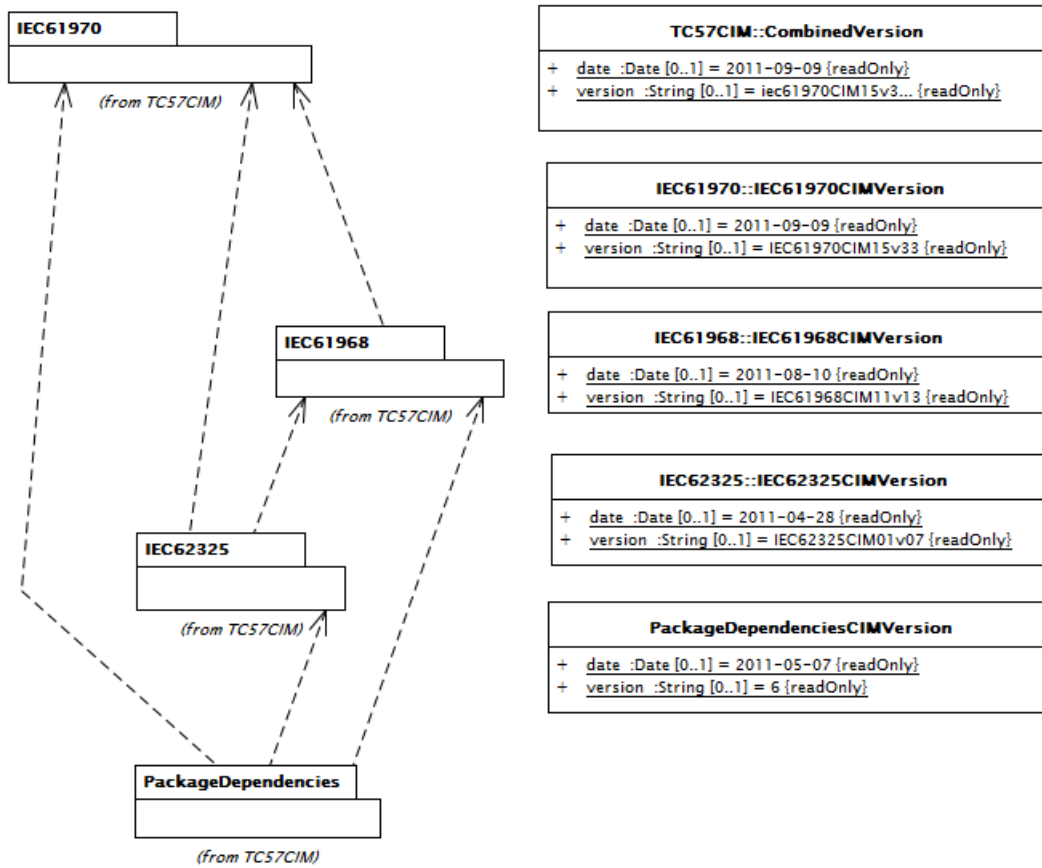 IEC61970
(from TC57CIM)
IEC61968
(from TC57CIM)
IEC62325
(from TC57CIM)
PackageDependencies
(from TC57CIM)
TC57CIM::CombinedVersion
+ date :Date [0..1] = 2011-09-09 {readOnly}
+ version :String [0..1] = iec61970CIM15v3... {readOnly}
IEC61970::IEC61970CIMVersion
+ date :Date [0..1] = 2011-09-09 {readOnly}
+ version :String [0..1] = IEC61970CIM15v33 {readOnly}
IEC61968::IEC61968CIMVersion
+ date :Date [0..1] = 2011-08-10 {readOnly}
+ version :String [0..1] = IEC61968CIM11v13 {readOnly}
IEC62325::IEC62325CIMVersion
+ date :Date [0..1] = 2011-04-28 {readOnly}
+ version :String [0..1] = IEC62325CIM01v07 {readOnly}
PackageDependenciesCIMVersion
+ date :Date [0..1] = 2011-05-07 {readOnly}
+ version :String [0..1] = 6 {readOnly}